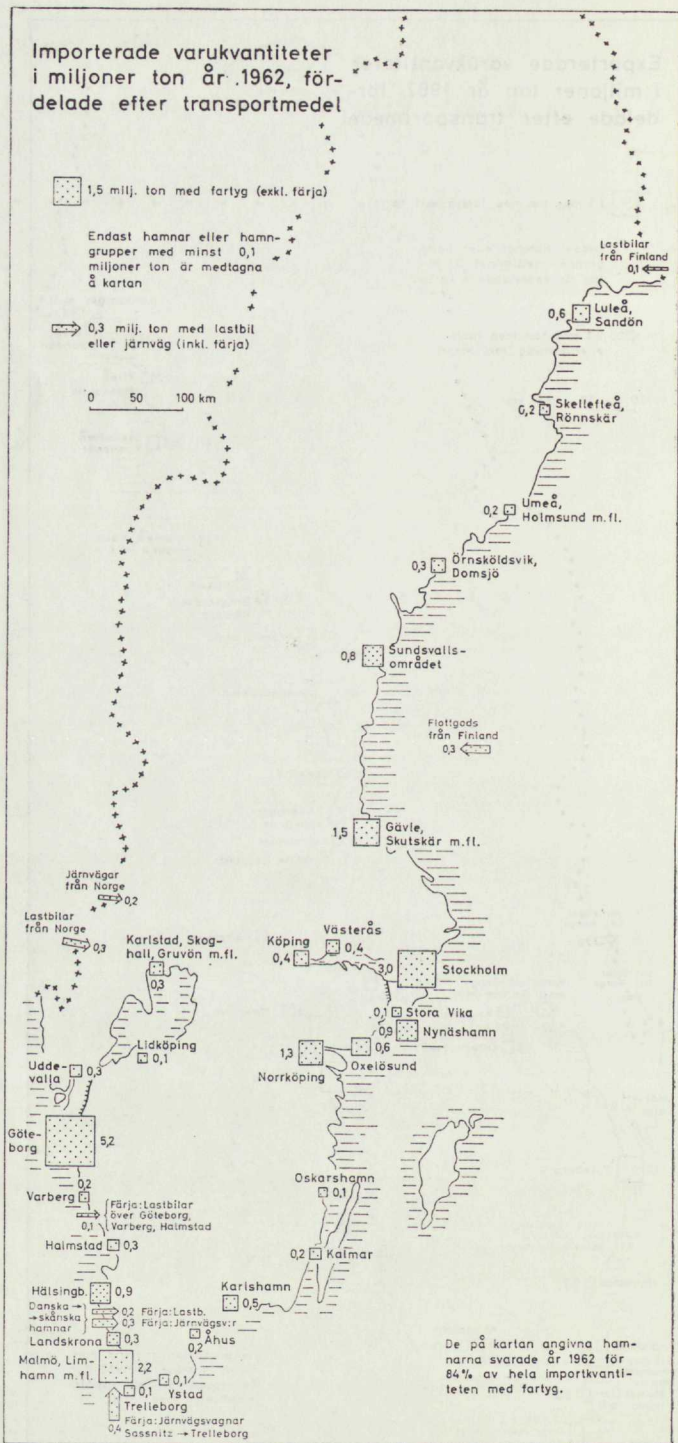 Importerade varukvantiteter
i miljoner ton år .1962, för-
delade efter transportmedel
1,5 milj. ton med fartyg (exkl. färja)
Endast hamnar eller hamn-
grupper med minst 0,1
miljoner ton är medtagna
å kartan
0,3 milj. ton med lastbil
eller järnväg (inkl. färja)
0 50 100 km
Lastbilar
från Finland
0,1
0,6 Luleå,
Sandön
0,2 Skellefteå,
Rönnskär
0,2 Umeå,
Holmsund m.fl.
0,3 Örnsköldsvik,
Domsjö
0,8 Sundsvalls-
området
Flottgods
från Finland
0,3
1,5 Gävle,
Skutskär m.fl.
Järnvägar
från Norge
0,2
Lastbilar
från Norge
0,3
Karlstad, Skog-
hall, Gruvön m.fl.
0,3
Västerås
0,4
Köping
0,4
3,0 Stockholm
0,1 Stora Vika
0,9 Nynäshamn
0,6
Oxelösund
1,3
Norrköping
Lidköping
0,1
Udde-
valla
0,3
Göte-
borg
5,2
0,2
Varberg
0,1
Färja: Lastbilar
över Göteborg,
Varberg, Halmstad
Halmstad 0,3
Oskarshamn
0,1
0,2 Kalmar
Karlshamn
0,5
Hälsingb. 0,9
Danska →
→ skånska
hamnar
0,2 Färja: Lastb.
0,3 Färja: Järnvägsv:r
Landskrona 0,3
Åhus
0,2
Malmö, Lim-
hamn m.fl.
2,2
0,1
Ystad
0,1
Trelleborg
0,4 Färja: Järnvägsvagnar
Sassnitz → Trelleborg
De på kartan angivna ham-
narna svarade år 1962 för
84% av hela importkvanti-
teten med fartyg.